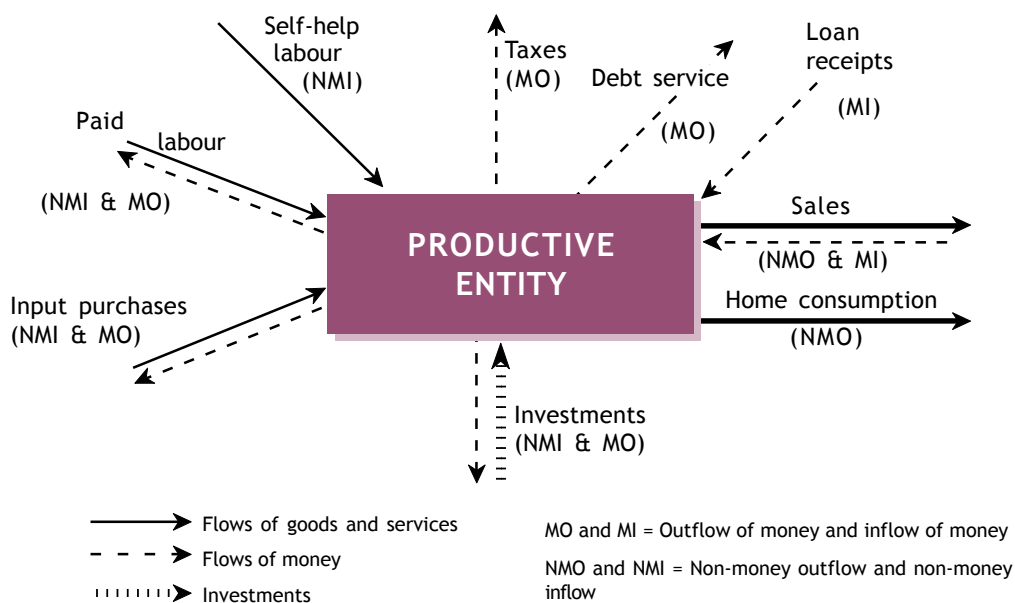 Self-help
labour
(NMI)
Taxes
(MO)
Debt service
(MO)
Loan
receipts
(MI)
Paid
labour
(NMI & MO)
PRODUCTIVE
ENTITY
Sales
(NMO & MI)
Input purchases
(NMI & MO)
Home consumption
(NMO)
Investments
(NMI & MO)
Flows of goods and services
Flows of money
Investments
MO and MI = Outflow of money and inflow of money
NMO and NMI = Non-money outflow and non-money
inflow